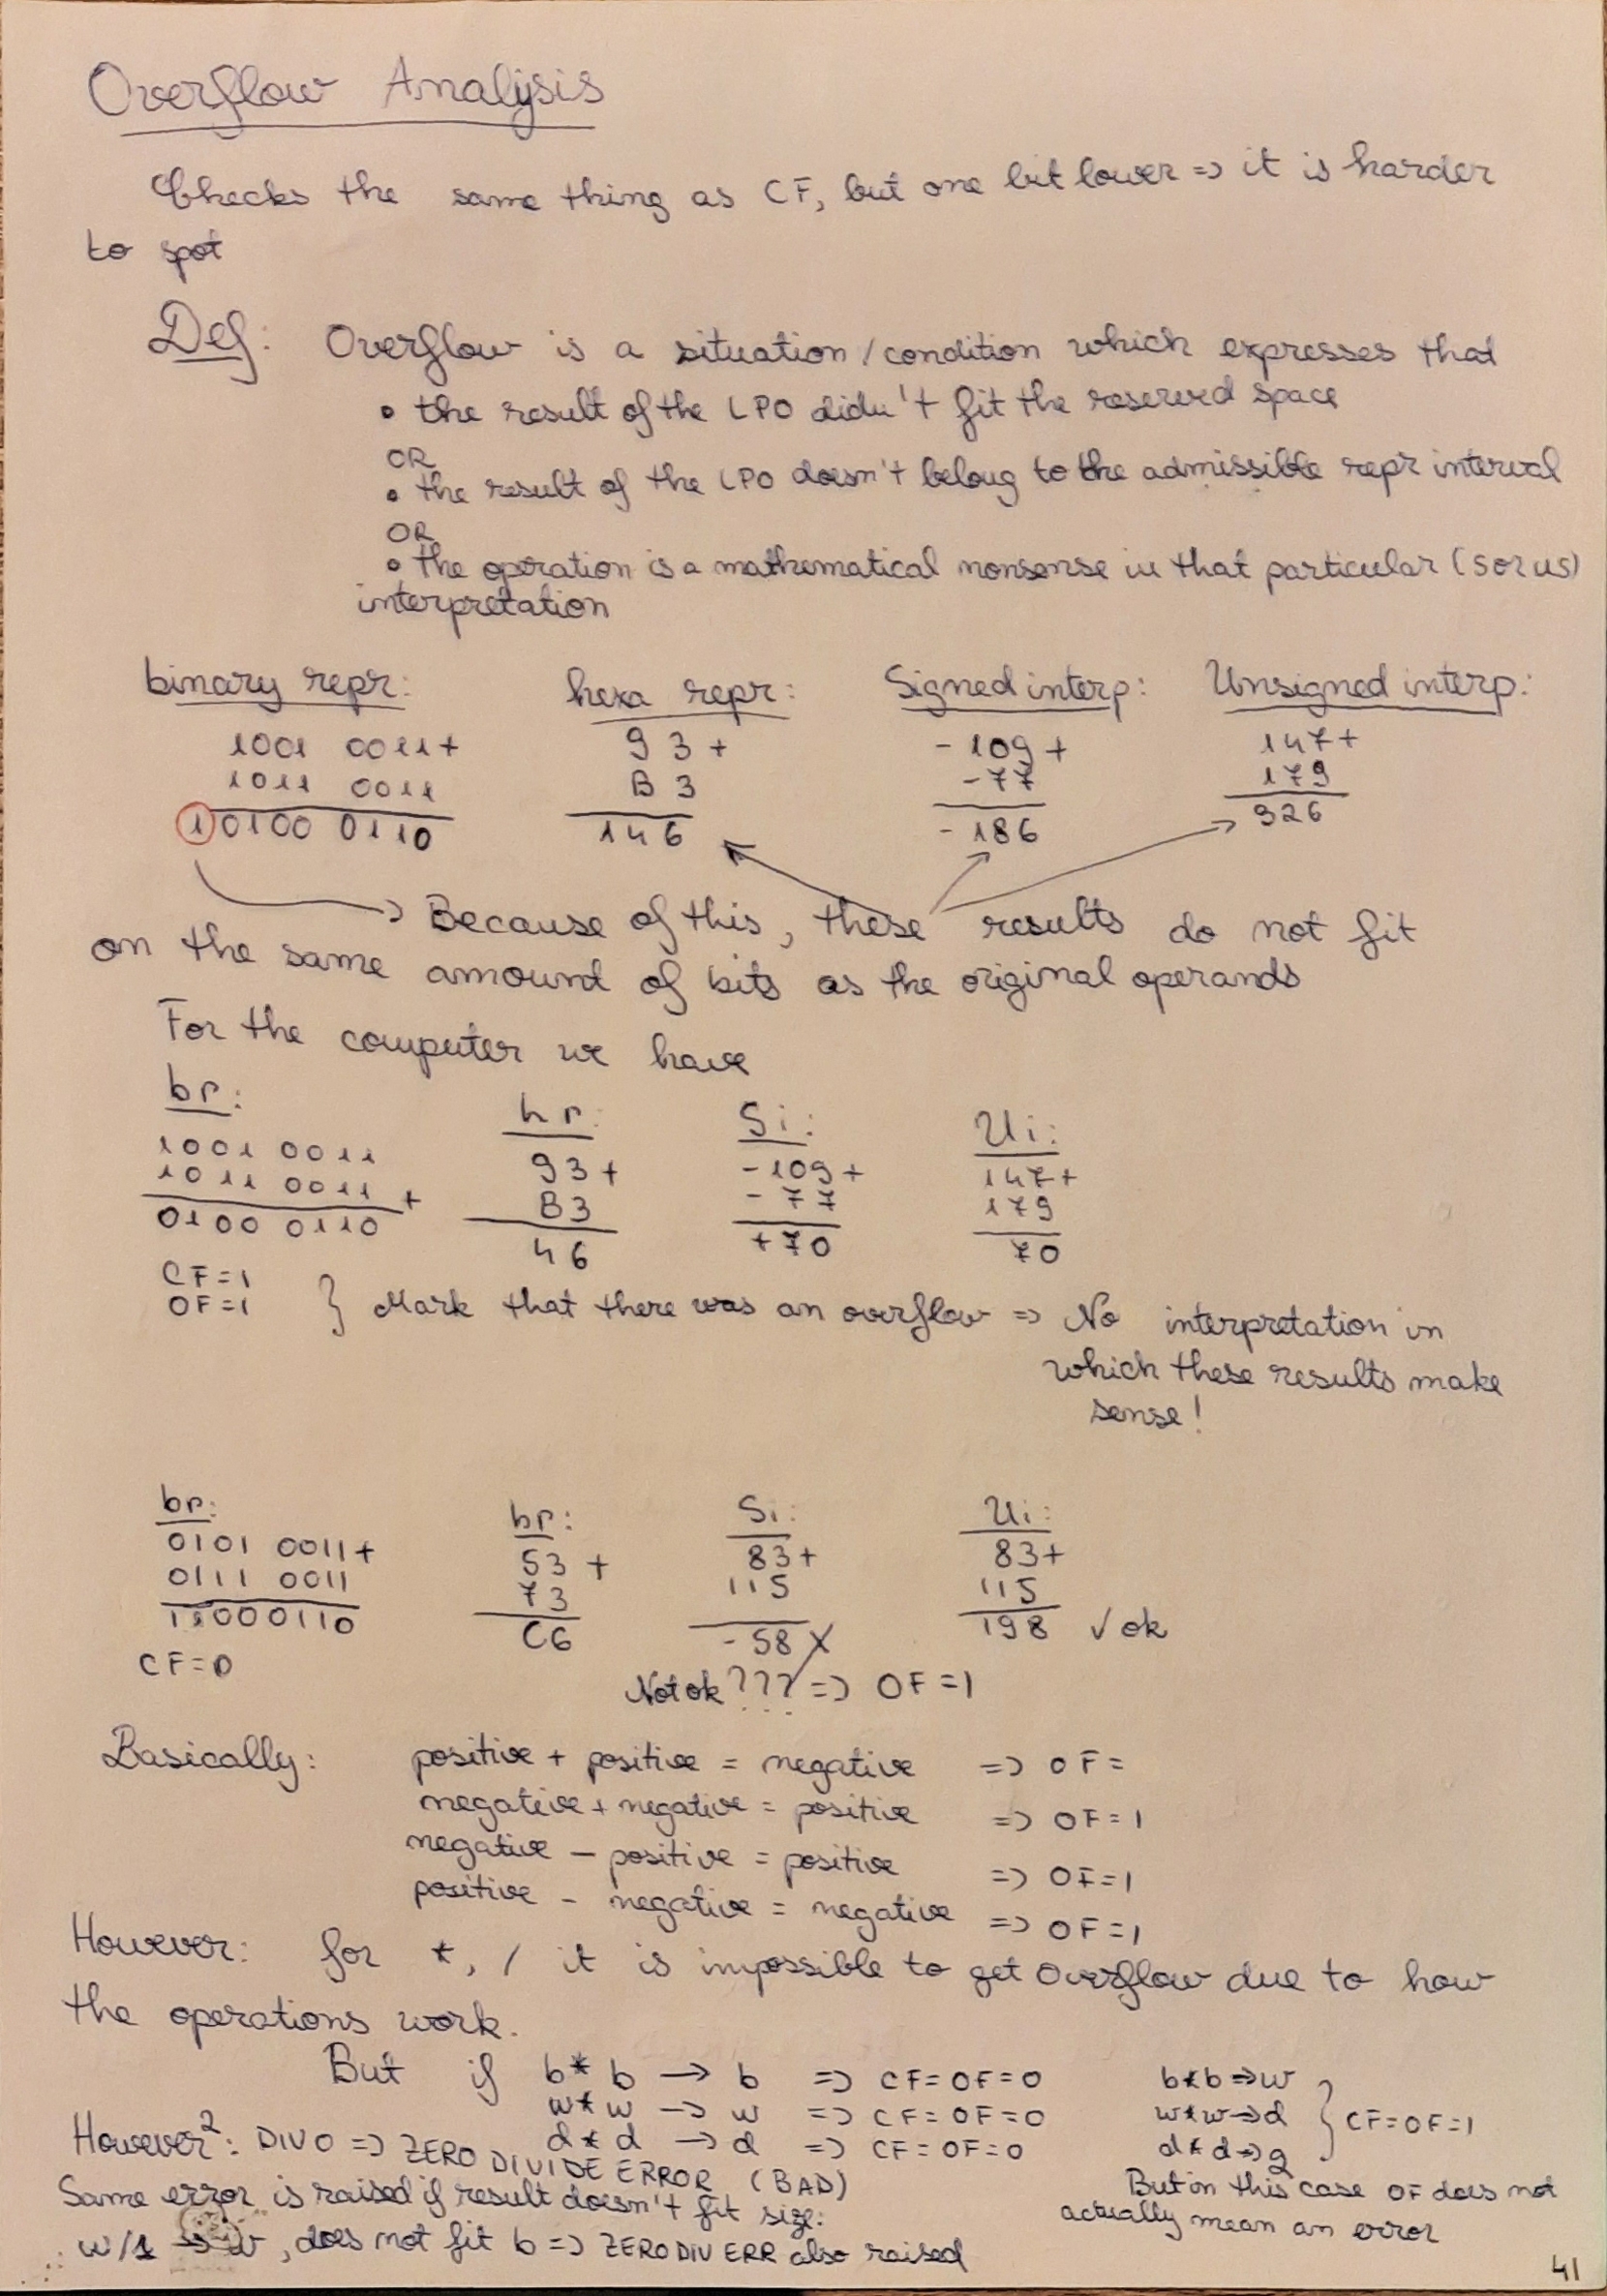 Overflow Analysis
Checks the same thing as CF, but one bit lower => it is harder
to spot
Def: Overflow is a situation / condition which expresses that
• the result of the LPO didn't fit the reserved space
OR
• the result of the LPO doesn't belong to the admissible repr interval
OR
• the operation is a mathematical nonsense in that particular (S or US)
interpretation
binary repr: hexa repr: Signed interp: Unsigned interp:
1001 0011+ 93+ -109+ 147+
1011 0011 B3 -77 179
10100 0110 146 -186 326
→ Because of this, these results do not fit
on the same amount of bits as the original operands
For the computer we have
br: hr: Si: Ui:
1001 0011 93+ -109+ 147+
1011 0011 + B3 -77 179
0100 0110 46 +70 70
CF=1
OF=1 } Mark that there was an overflow => No interpretation in
which these results make
sense!
br: br: Si: Ui:
0101 0011+ 53+ 83+ 83+
0111 0011 73 115 115
11000110 C6 -58 X 198 √ ok
CF=0
Not ok ??? => OF=1
Basically: positive + positive = negative => OF=
negative + negative = positive => OF=1
negative - positive = positive => OF=1
positive - negative = negative => OF=1
However: for *, / it is impossible to get Overflow due to how
the operations work.
But if b*b → b => CF=OF=0 b*b => w
w*w → w => CF=OF=0 w*w → d } CF=OF=1
However²: DIV 0 => ZERO DIVIDE ERROR (BAD) d*d → d => CF=OF=0 d*d → q
Same error is raised if result doesn't fit size: But in this case OF does not
actually mean an error
w/1 → w, does not fit b => ZERO DIV ERR also raised
41